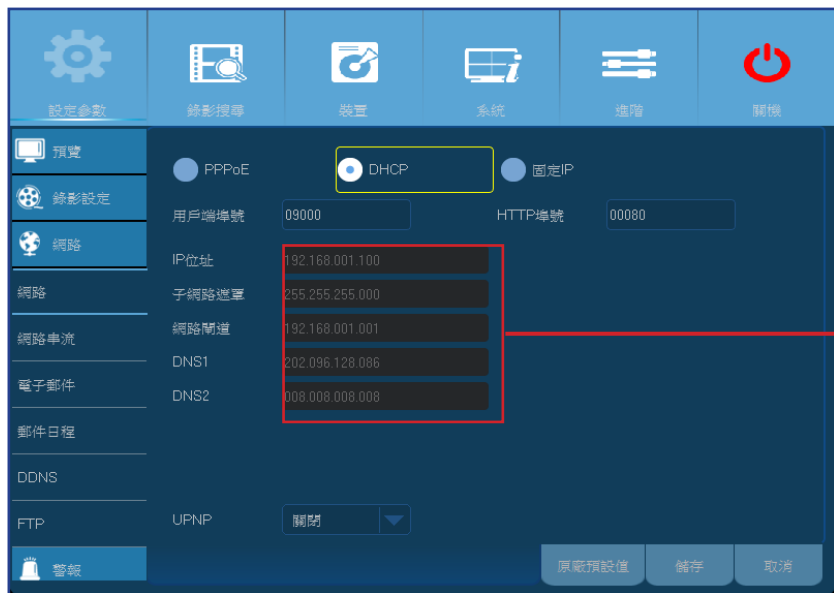 設定參數 錄影搜尋 裝置 系統 進階 關機
預覽
錄影設定
網路
網路
網路串流
電子郵件
郵件日程
DDNS
FTP
警報
PPPoE DHCP 固定IP
用戶端埠號 09000 HTTP埠號 00080
IP位址 192.168.001.100
子網路遮罩 255.255.255.000
網路閘道 192.168.001.001
DNS1 202.096.128.086
DNS2 008.008.008.008
UPNP 關閉
原廠預設值 儲存 取消